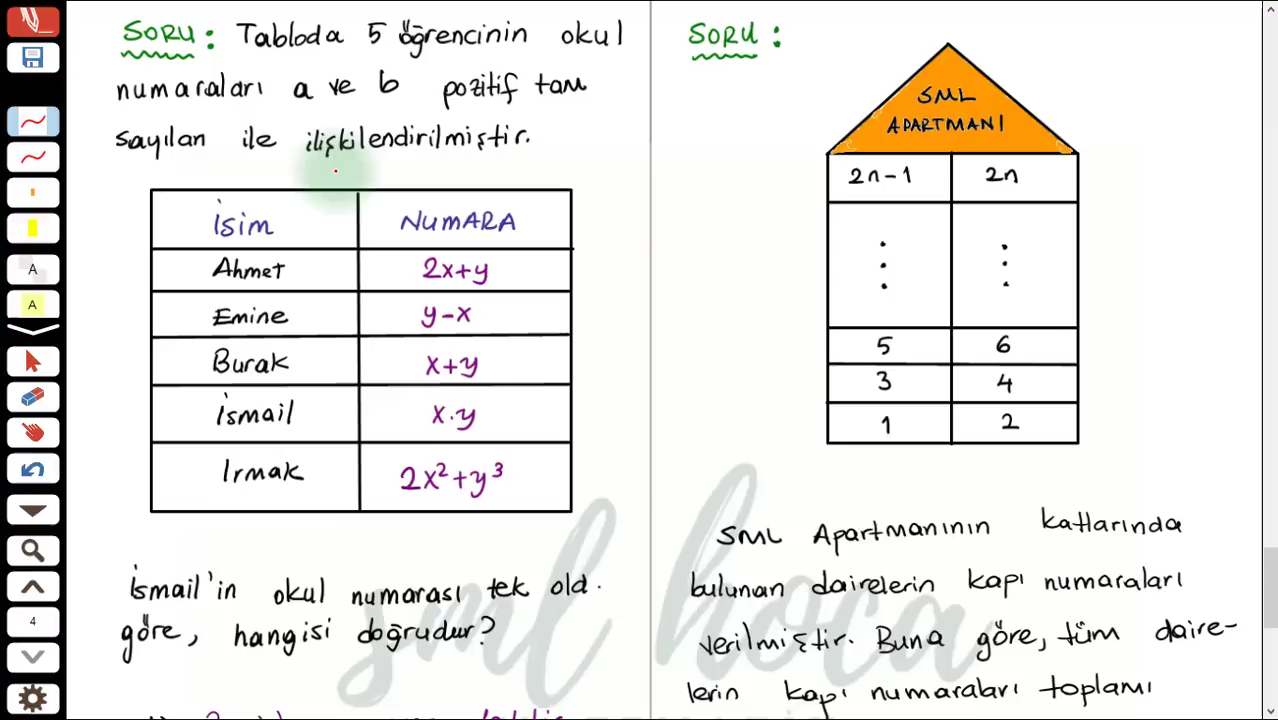 SORU: Tabloda 5 öğrencinin okul
numaraları a ve b pozitif tam
sayıları ile ilişkilendirilmiştir.
İsim NUMARA
Ahmet 2x+y
Emine y-x
Burak x+y
İsmail x.y
Irmak 2x²+y³
İsmail'in okul numarası tek old.
göre, hangisi doğrudur?
SORU:
SML
APARTMANI
2n-1 2n
5 6
3 4
1 2
SML Apartmanının katlarında
bulunan dairelerin kapı numaraları
verilmiştir. Buna göre, tüm daire-
lerin kapı numaraları toplamı
sml hoca
A
A
4